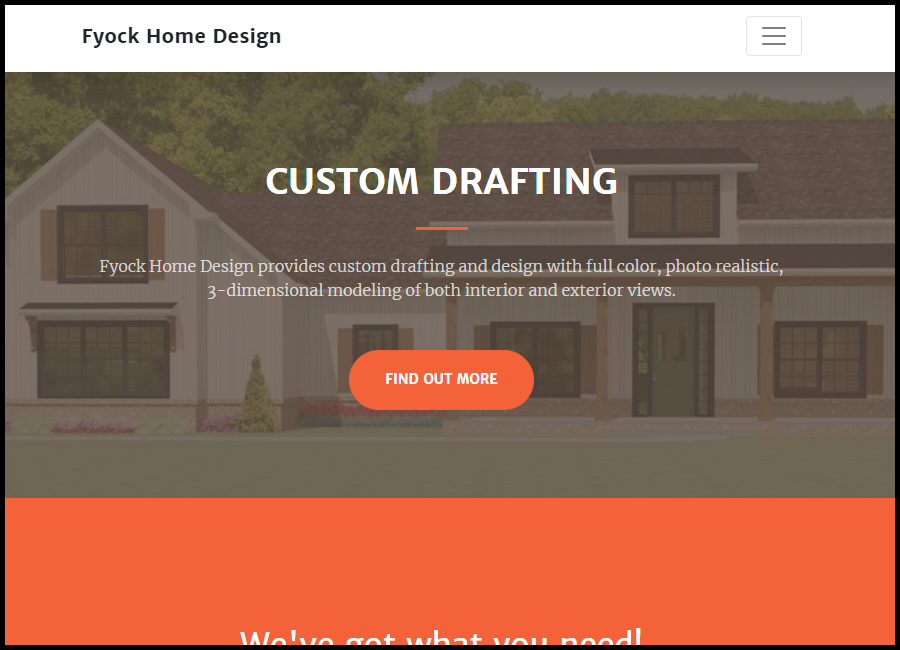 Fyock Home Design
CUSTOM DRAFTING
Fyock Home Design provides custom drafting and design with full color, photo realistic,
3-dimensional modeling of both interior and exterior views.
FIND OUT MORE
We've got what you need!